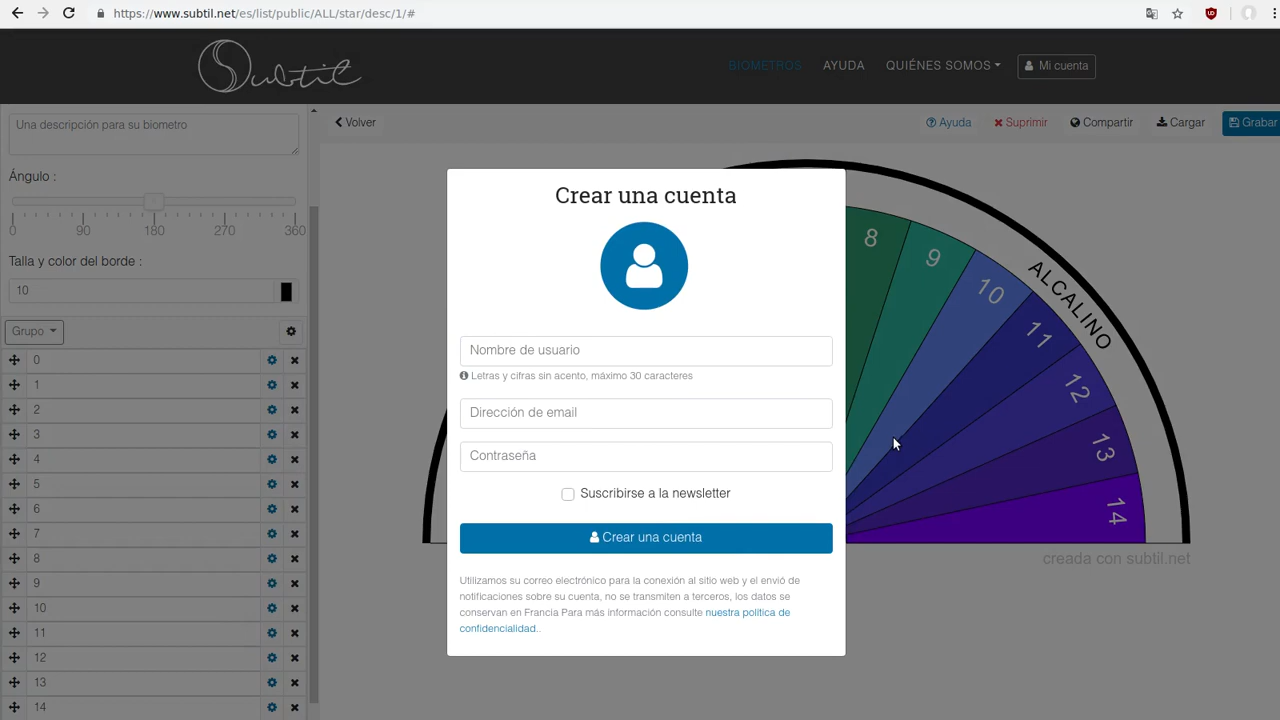 https://www.subtil.net/es/list/public/ALL/star/desc/1/#
Subtil
BIOMETROS
AYUDA
QUIÉNES SOMOS
Mi cuenta
Una descripción para su biometro
Ángulo :
0 90 180 270 360
Talla y color del borde :
10
Grupo
0
1
2
3
4
5
6
7
8
9
10
11
12
13
14
Volver
Ayuda
Suprimir
Compartir
Cargar
Grabar
Crear una cuenta
Nombre de usuario
Letras y cifras sin acento, máximo 30 caracteres
Dirección de email
Contraseña
Suscribirse a la newsletter
Crear una cuenta
Utilizamos su correo electrónico para la conexión al sitio web y el envió de
notificaciones sobre su cuenta, no se transmiten a terceros, los datos se
conservan en Francia Para más información consulte nuestra política de
confidencialidad..
8
9
10
11
12
13
14
ALCALINO
creada con subtil.net